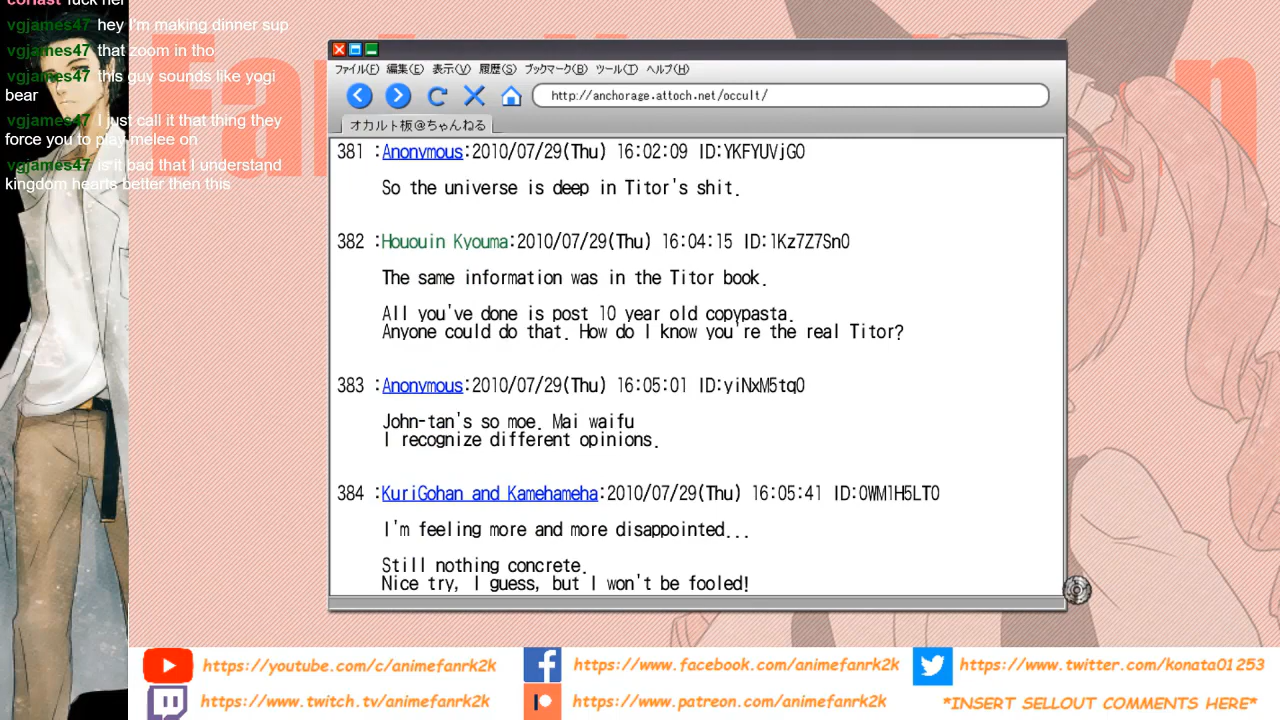 vgjames47 hey I'm making dinner sup
vgjames47 that zoom in tho
vgjames47 this guy sounds like yogi
bear
vgjames47 I just call it that thing they
force you to play melee on
vgjames47 is it bad that I understand
kingdom hearts better then this
ファイル(F) 編集(E) 表示(V) 履歴(S) ブックマーク(B) ツール(T) ヘルプ(H)
http://anchorage.attoch.net/occult/
オカルト板@ちゃんねる
381 :Anonymous:2010/07/29(Thu) 16:02:09 ID:YKFYUVjG0
So the universe is deep in Titor's shit.
382 :Hououin Kyouma:2010/07/29(Thu) 16:04:15 ID:1Kz7Z7Sn0
The same information was in the Titor book.
All you've done is post 10 year old copypasta.
Anyone could do that. How do I know you're the real Titor?
383 :Anonymous:2010/07/29(Thu) 16:05:01 ID:yiNxM5tq0
John-tan's so moe. Mai waifu
I recognize different opinions.
384 :KuriGohan and Kamehameha:2010/07/29(Thu) 16:05:41 ID:0WM1H5LT0
I'm feeling more and more disappointed...
Still nothing concrete.
Nice try, I guess, but I won't be fooled!
https://youtube.com/c/animefanrk2k
https://www.facebook.com/animefanrk2k
https://www.twitter.com/konata01253
https://www.twitch.tv/animefanrk2k
https://www.patreon.com/animefanrk2k
*INSERT SELLOUT COMMENTS HERE*